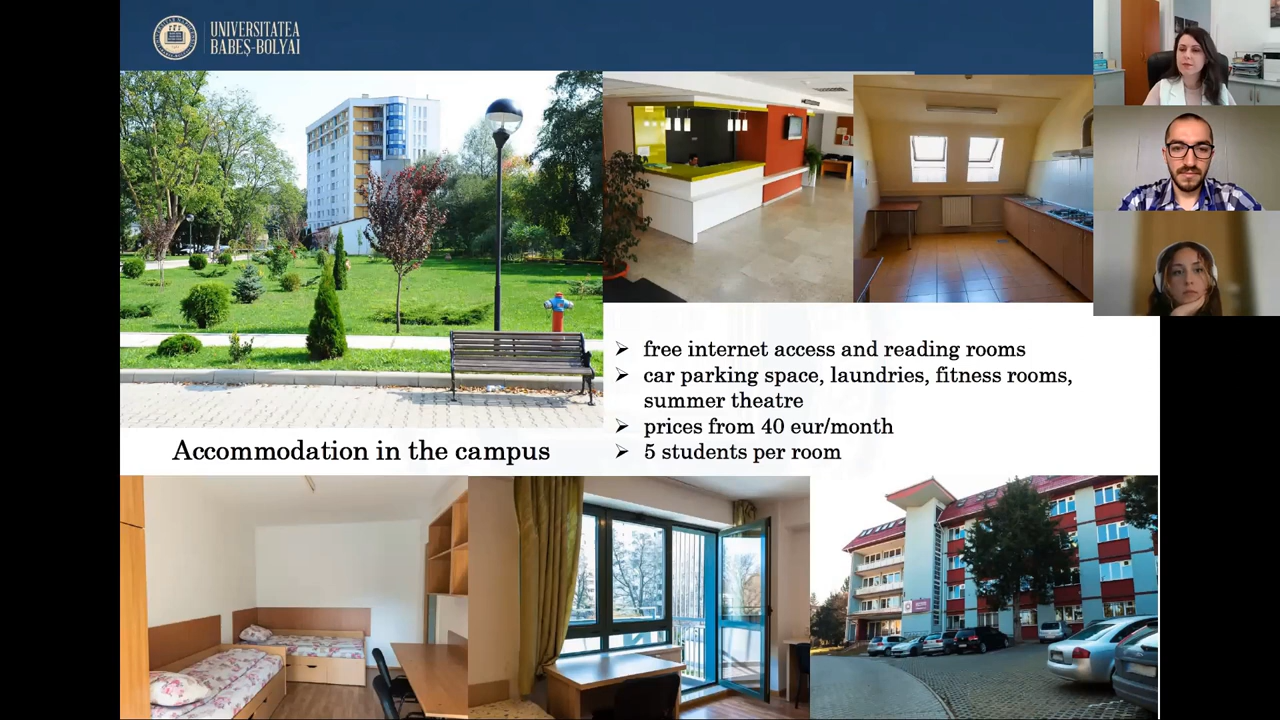 UNIVERSITATEA
BABEȘ-BOLYAI
free internet access and reading rooms
car parking space, laundries, fitness rooms,
summer theatre
prices from 40 eur/month
5 students per room
Accommodation in the campus